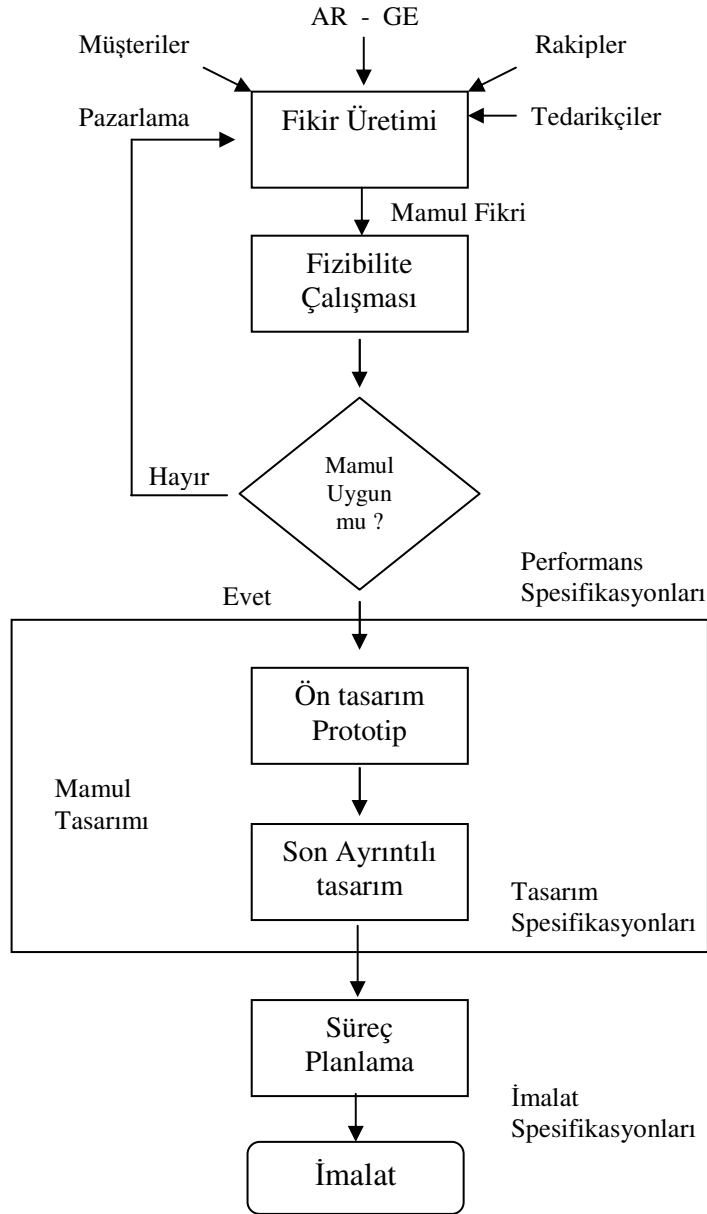 AR - GE
Müşteriler
Rakipler
Pazarlama
Fikir Üretimi
Tedarikçiler
Mamul Fikri
Fizibilite
Çalışması
Hayır
Mamul
Uygun
mu ?
Evet
Performans
Spesifikasyonları
Ön tasarım
Prototip
Mamul
Tasarımı
Son Ayrıntılı
tasarım
Tasarım
Spesifikasyonları
Süreç
Planlama
İmalat
Spesifikasyonları
İmalat